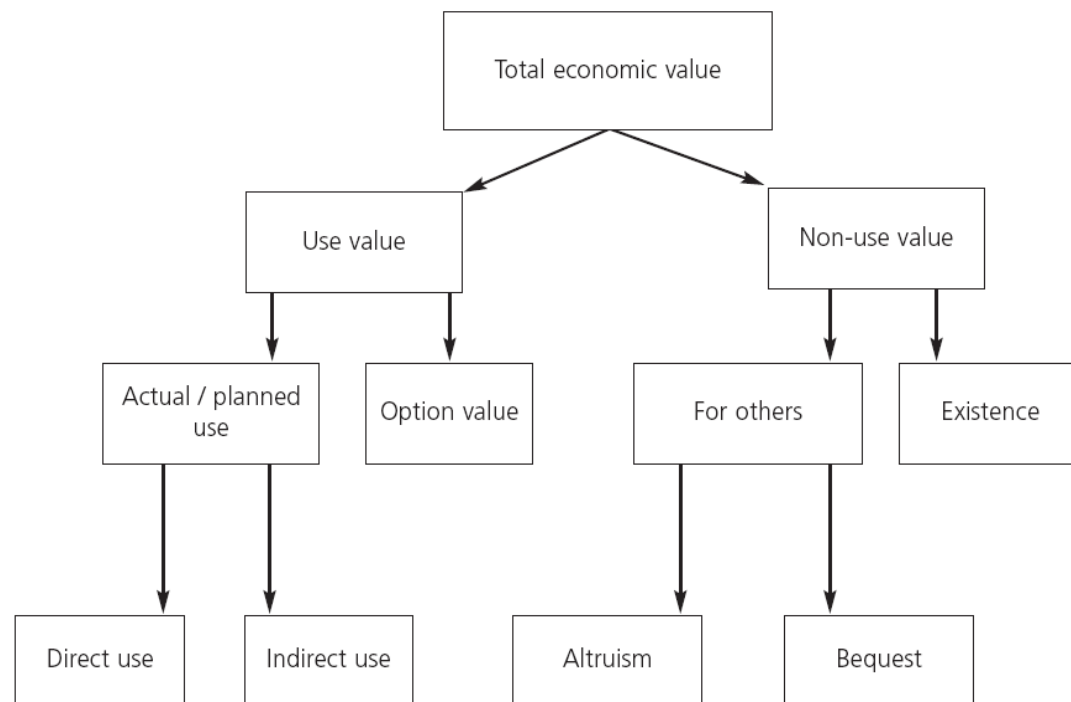 Total economic value
Use value
Non-use value
Actual / planned
use
Option value
For others
Existence
Direct use
Indirect use
Altruism
Bequest